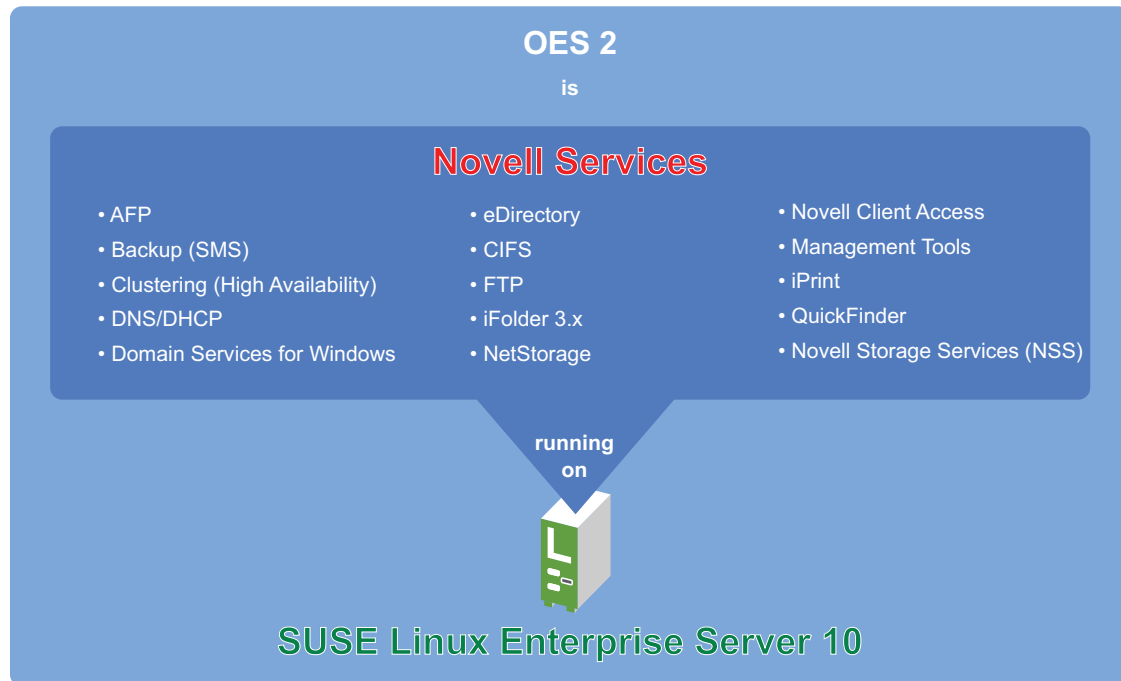 OES 2
is
Novell Services
• AFP
• Backup (SMS)
• Clustering (High Availability)
• DNS/DHCP
• Domain Services for Windows
• eDirectory
• CIFS
• FTP
• iFolder 3.x
• NetStorage
• Novell Client Access
• Management Tools
• iPrint
• QuickFinder
• Novell Storage Services (NSS)
running
on
SUSE Linux Enterprise Server 10